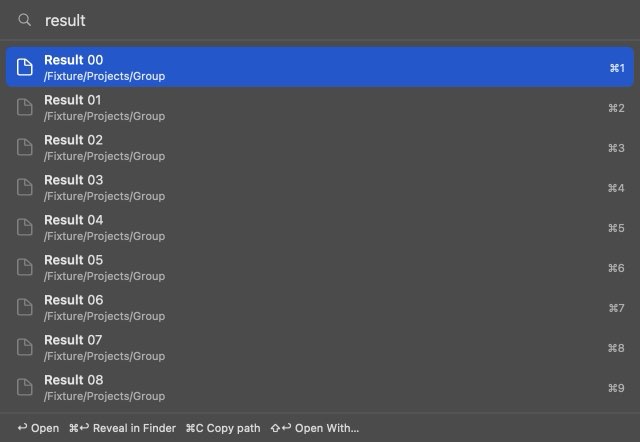 result
Result 00
/Fixture/Projects/Group
⌘1
Result 01
/Fixture/Projects/Group
⌘2
Result 02
/Fixture/Projects/Group
⌘3
Result 03
/Fixture/Projects/Group
⌘4
Result 04
/Fixture/Projects/Group
⌘5
Result 05
/Fixture/Projects/Group
⌘6
Result 06
/Fixture/Projects/Group
⌘7
Result 07
/Fixture/Projects/Group
⌘8
Result 08
/Fixture/Projects/Group
⌘9
↩ Open ⌘↩ Reveal in Finder ⌘C Copy path ⇧↩ Open With…